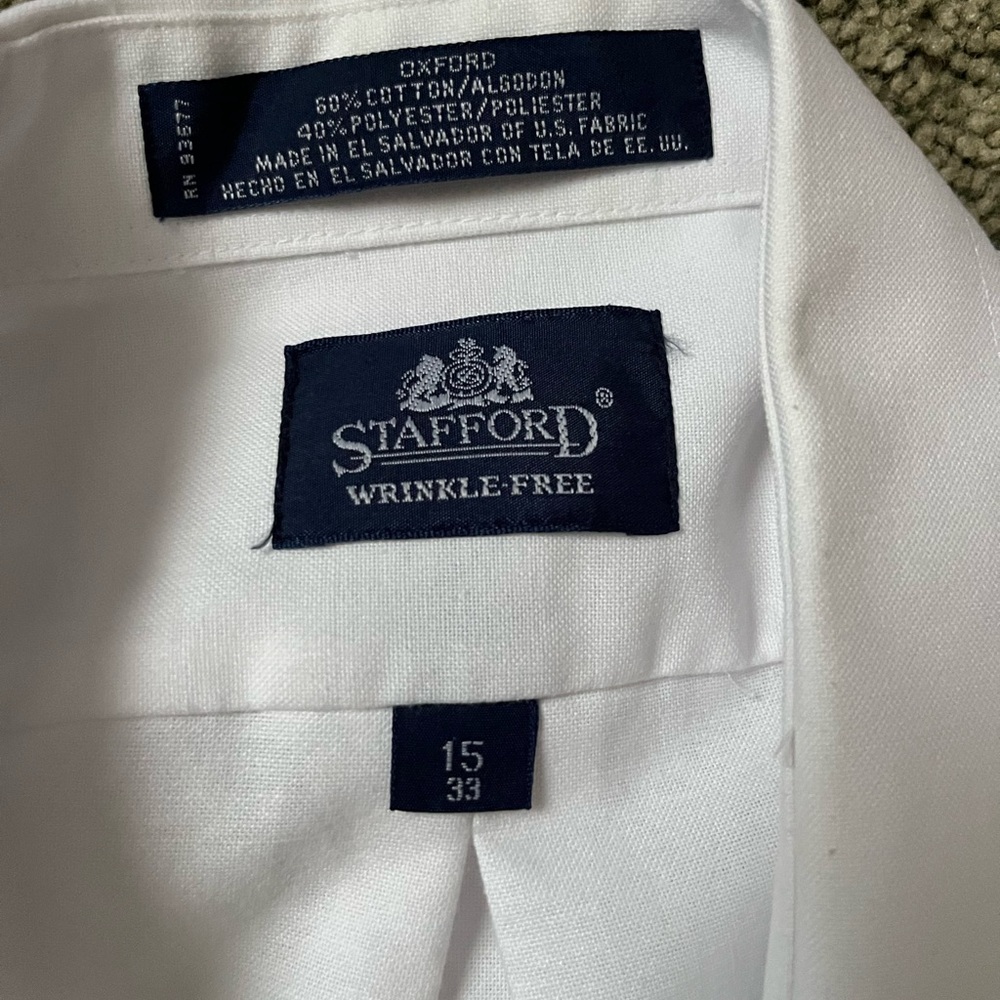 OXFORD
60% COTTON/ALGODON
40% POLYESTER/POLIESTER
MADE IN EL SALVADOR OF U.S. FABRIC
HECHO EN EL SALVADOR CON TELA DE EE.UU.
RN 93677
STAFFORD®
WRINKLE-FREE
15
33